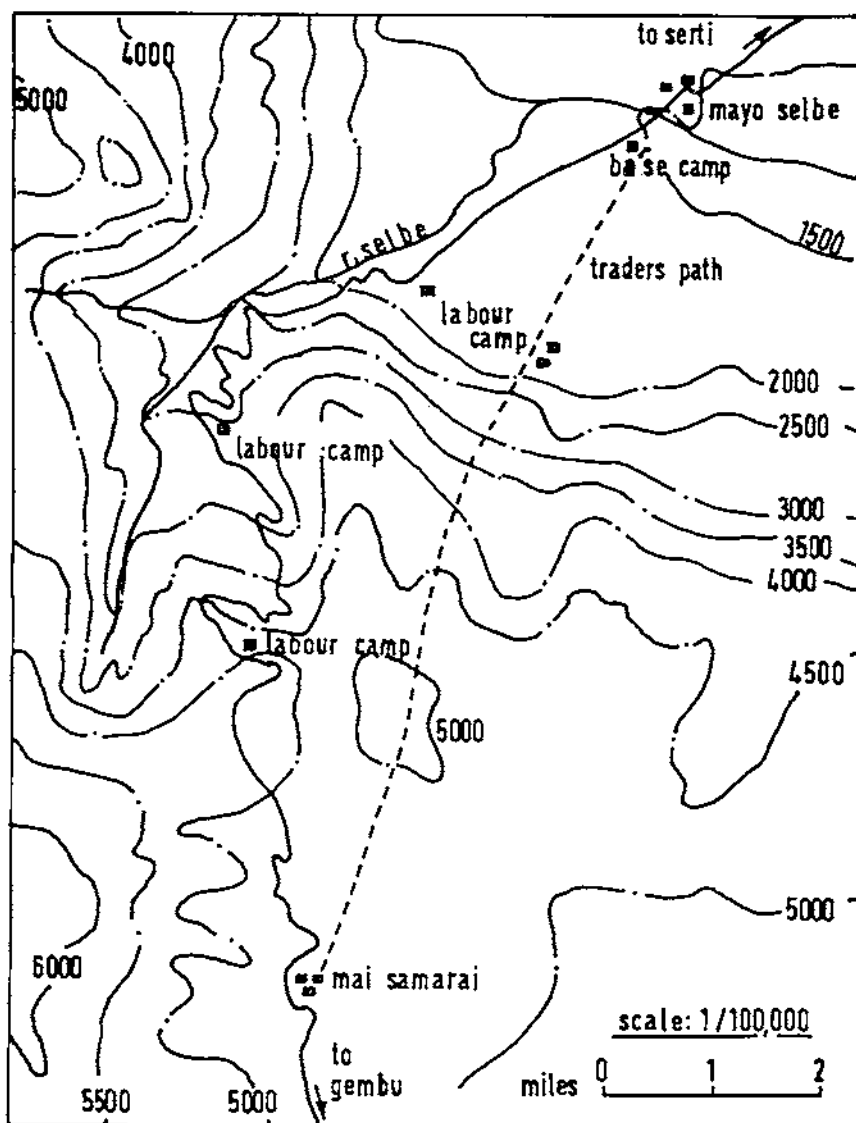 4000
to serti
5000
mayo selbe
base camp
1500
r. selbe
traders path
labour
camp
2000
2500
labour camp
3000
3500
4000
labour camp
4500
5000
5000
6000
mai samarai
scale: 1/100,000
to
gembu
miles 0 1 2
5500
5000